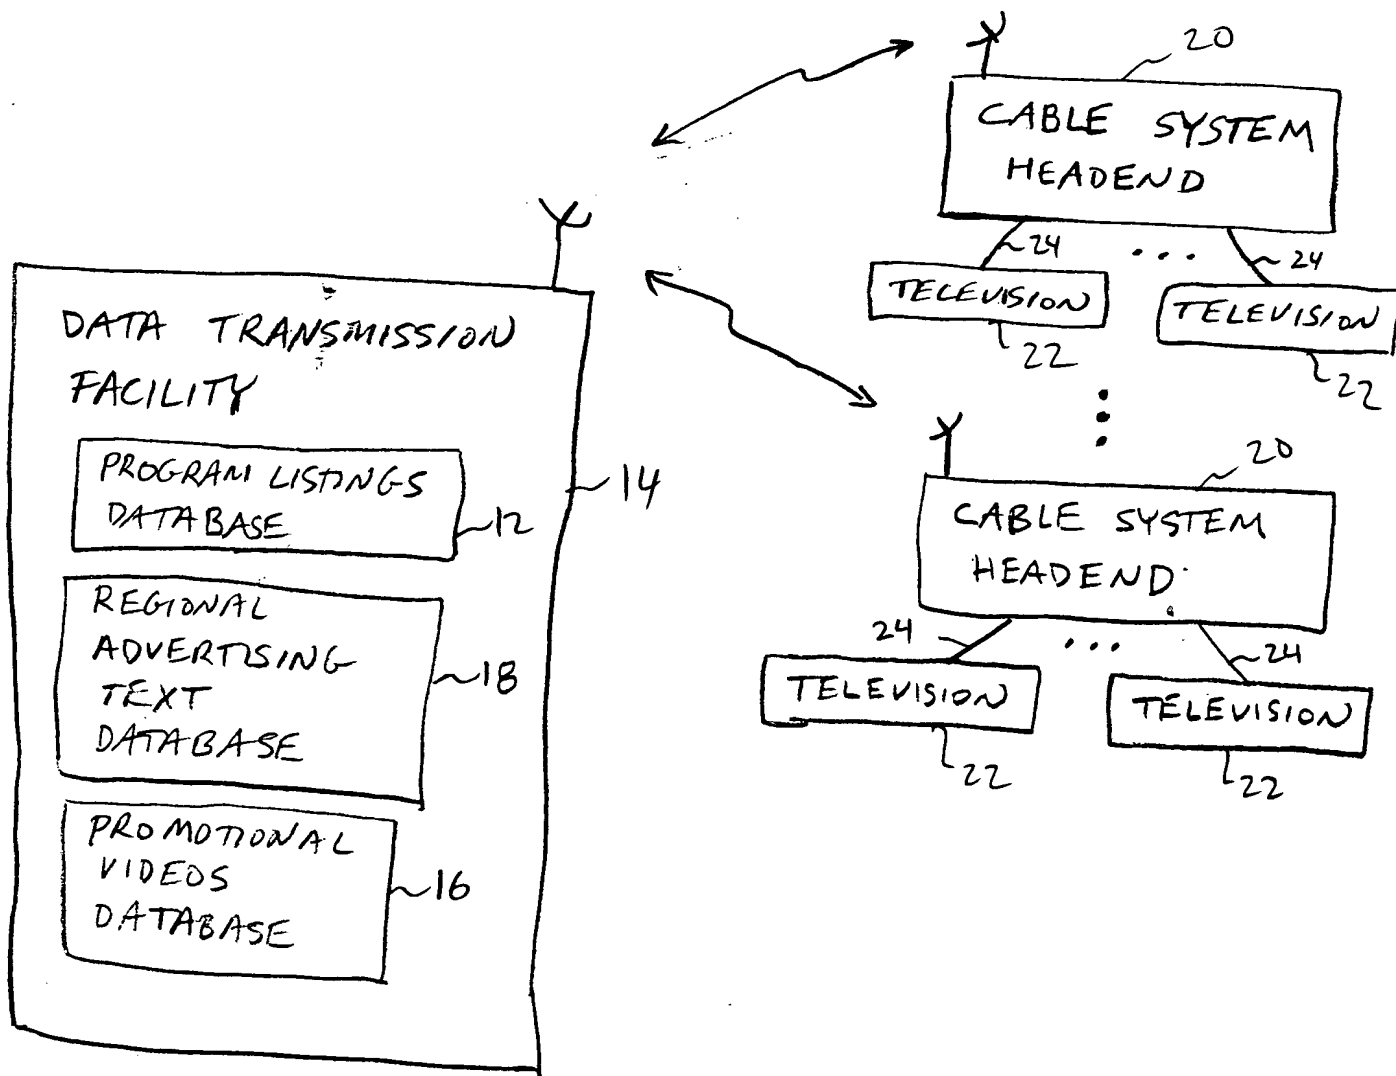 DATA TRANSMISSION
FACILITY
PROGRAM LISTINGS
DATABASE
12
14
REGIONAL
ADVERTISING
TEXT
DATABASE
18
PROMOTIONAL
VIDEOS
DATABASE
16
20
CABLE SYSTEM
HEADEND
24
24
TELEVISION
TELEVISION
22
22
20
CABLE SYSTEM
HEADEND
24
24
TELEVISION
TELEVISION
22
22